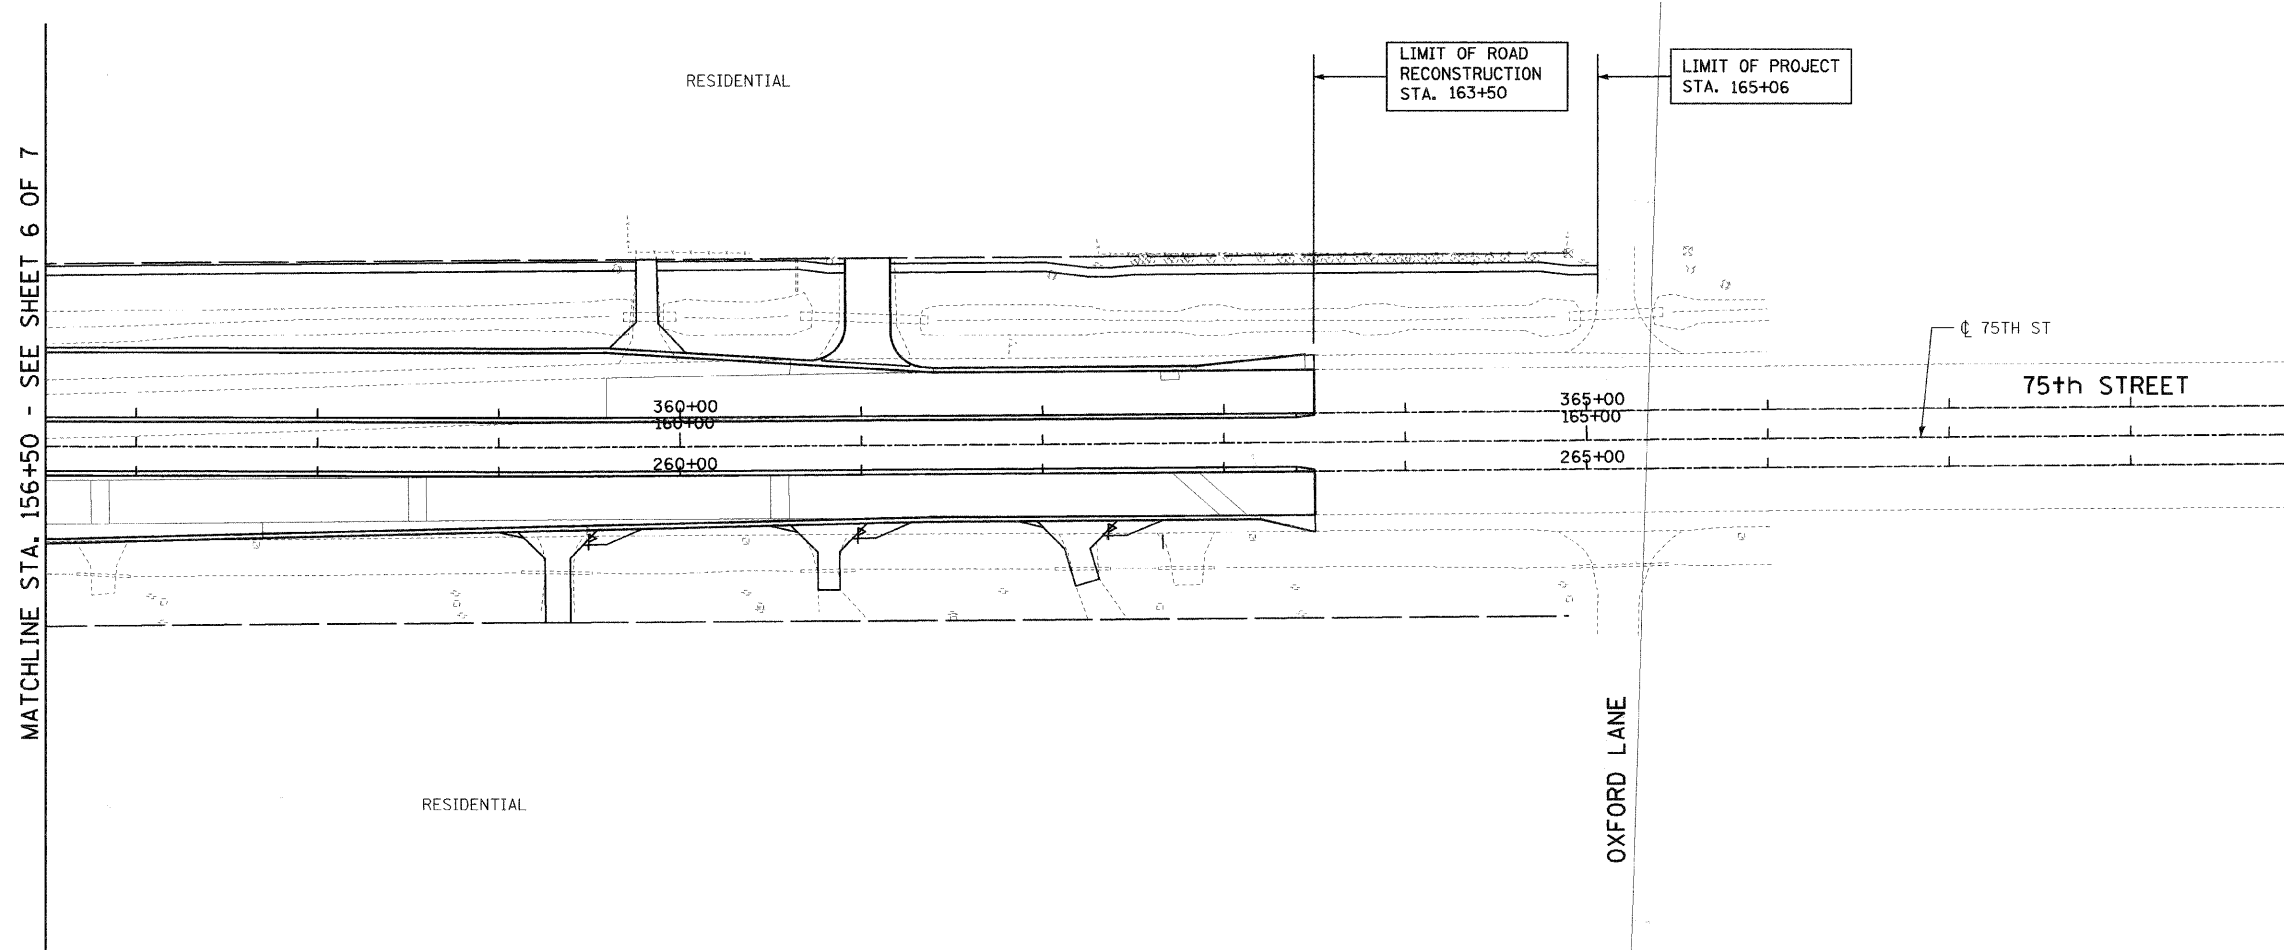 LIMIT OF ROAD
RECONSTRUCTION
STA. 163+50
LIMIT OF PROJECT
STA. 165+06
RESIDENTIAL
MATCHLINE STA. 156+50 - SEE SHEET 6 OF 7
℄ 75TH ST
75th STREET
360+00
160+00
260+00
365+00
165+00
265+00
OXFORD LANE
RESIDENTIAL